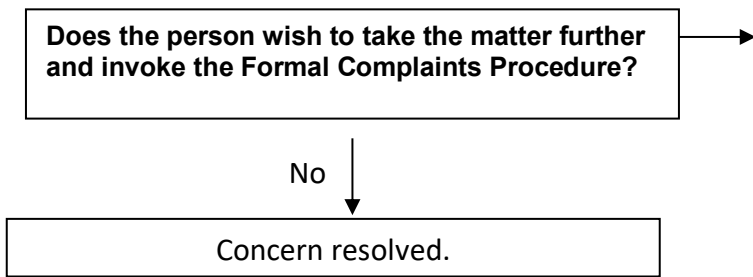 Does the person wish to take the matter further
and invoke the Formal Complaints Procedure?
No
Concern resolved.